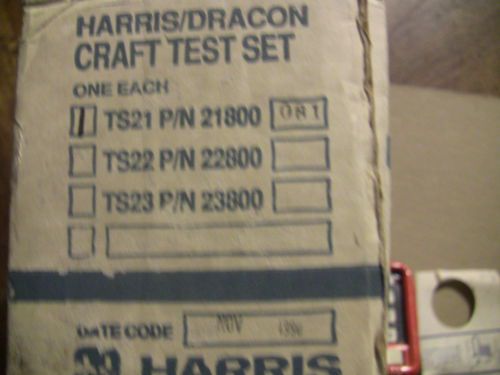 HARRIS/DRACON
CRAFT TEST SET
ONE EACH
TS21 P/N 21800 081
TS22 P/N 22800
TS23 P/N 23800
DATE CODE NOV
HARRIS